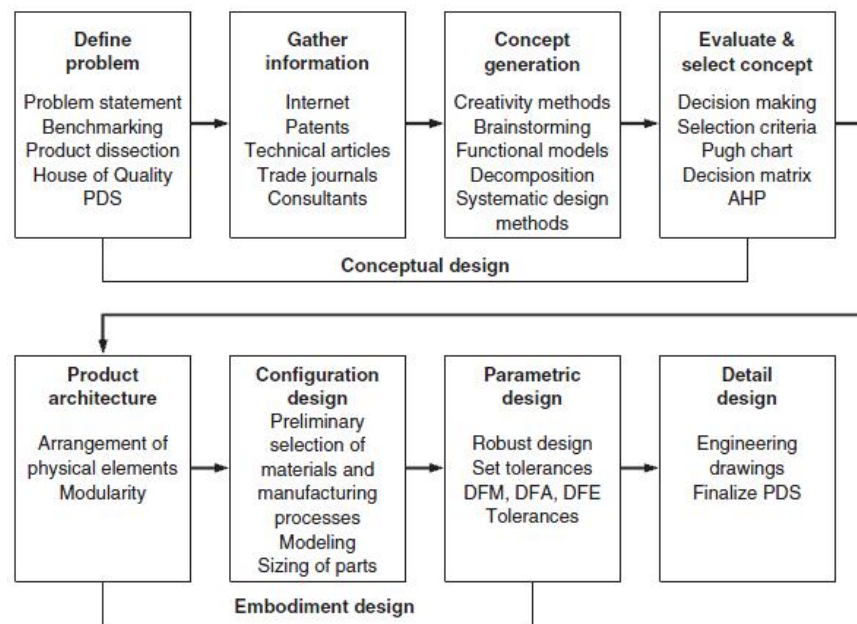 Define
problem
Problem statement
Benchmarking
Product dissection
House of Quality
PDS
Gather
information
Internet
Patents
Technical articles
Trade journals
Consultants
Concept
generation
Creativity methods
Brainstorming
Functional models
Decomposition
Systematic design
methods
Evaluate &
select concept
Decision making
Selection criteria
Pugh chart
Decision matrix
AHP
Conceptual design
Product
architecture
Arrangement of
physical elements
Modularity
Configuration
design
Preliminary
selection of
materials and
manufacturing
processes
Modeling
Sizing of parts
Parametric
design
Robust design
Set tolerances
DFM, DFA, DFE
Tolerances
Detail
design
Engineering
drawings
Finalize PDS
Embodiment design